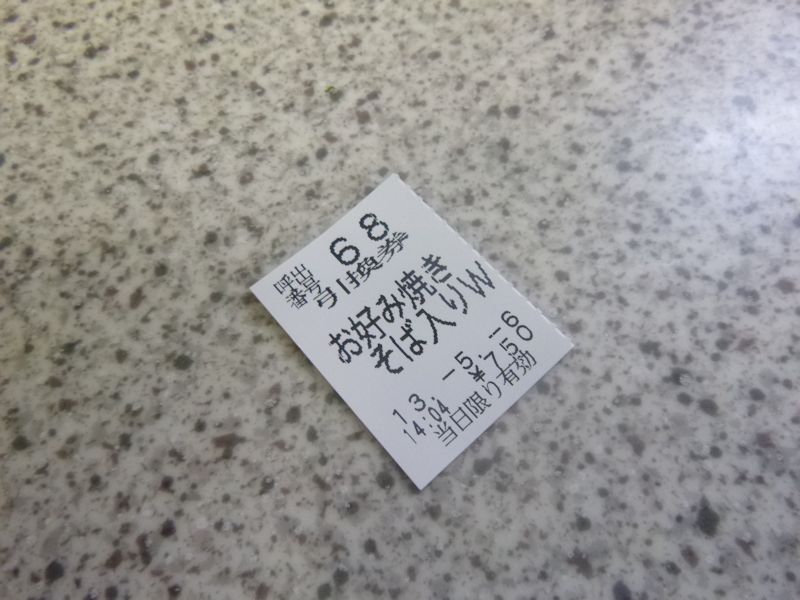 呼出
番号 68
引換券
お好み焼き
そば入りW
13.-5.-6
14:04 ¥750
当日限り有効